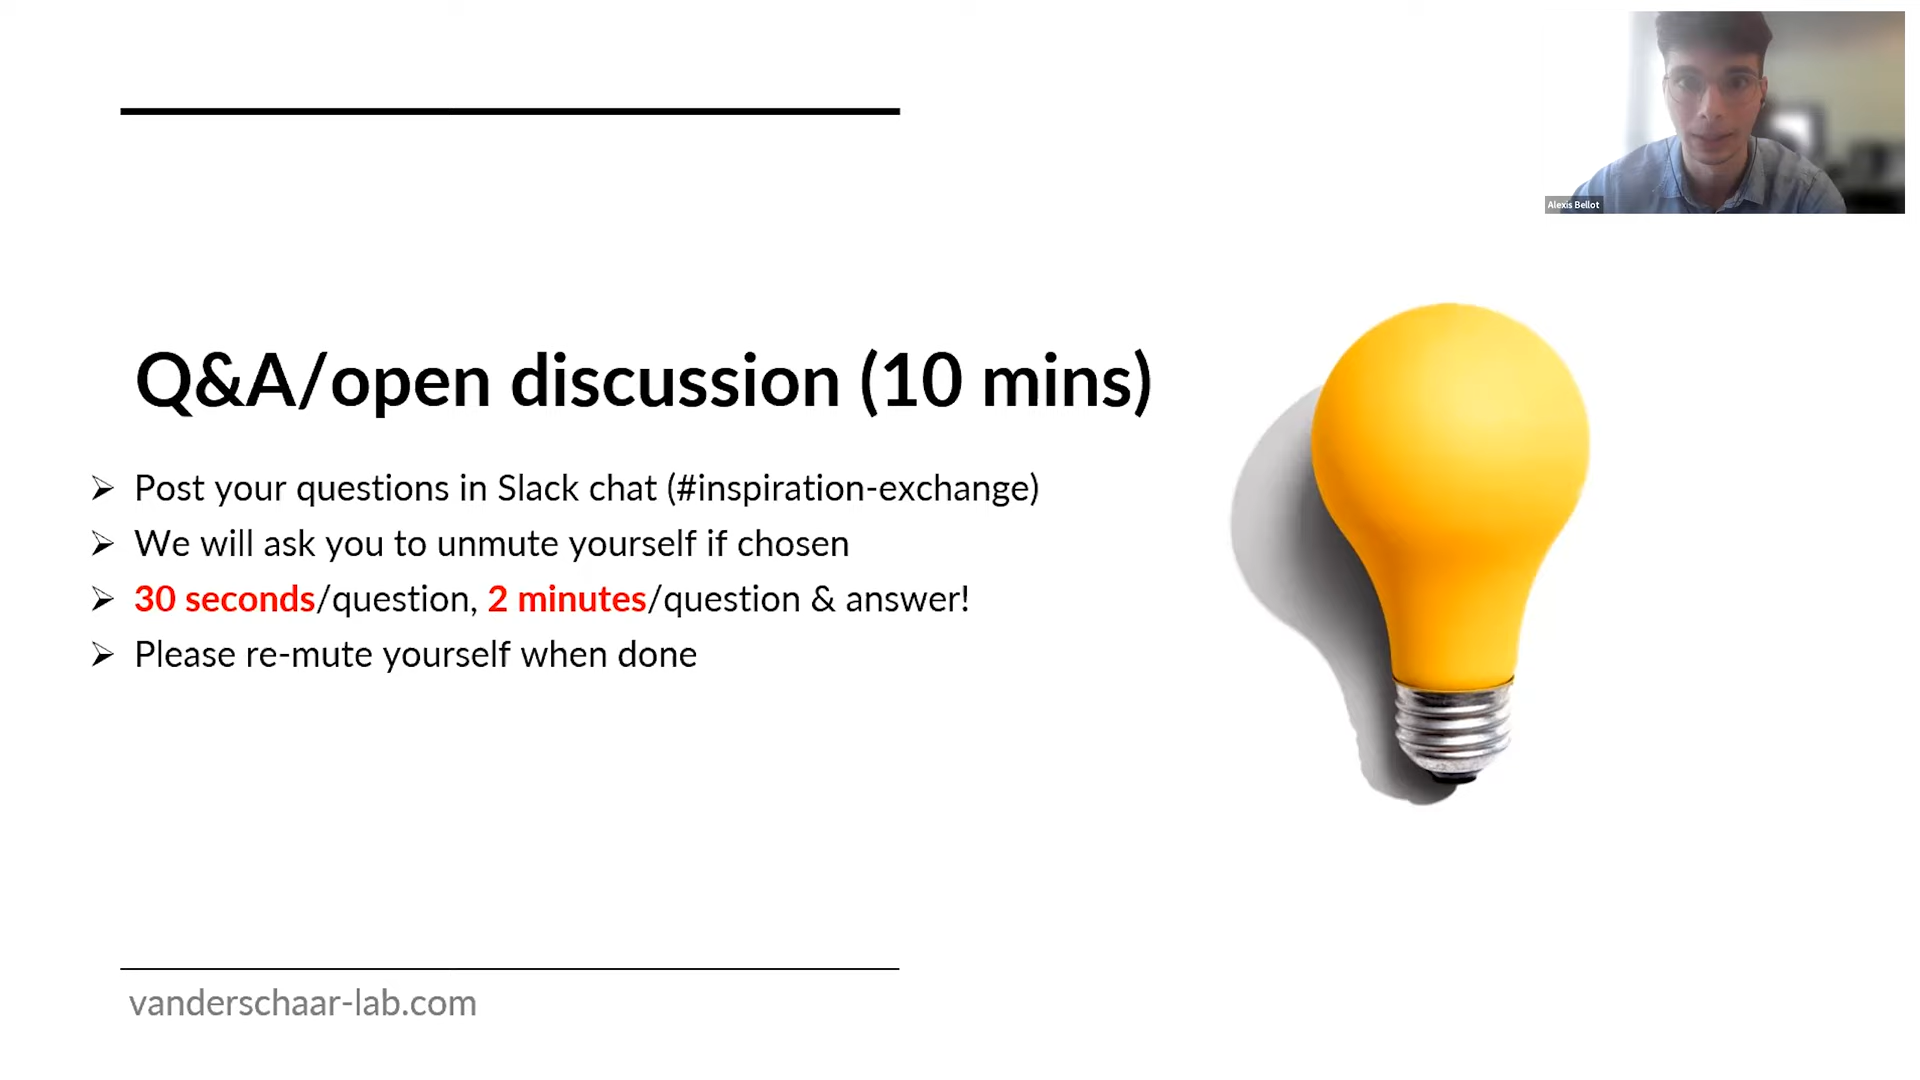 Alexis Bellot
Q&A/open discussion (10 mins)
➢ Post your questions in Slack chat (#inspiration-exchange)
➢ We will ask you to unmute yourself if chosen
➢ 30 seconds/question, 2 minutes/question & answer!
➢ Please re-mute yourself when done
vanderschaar-lab.com